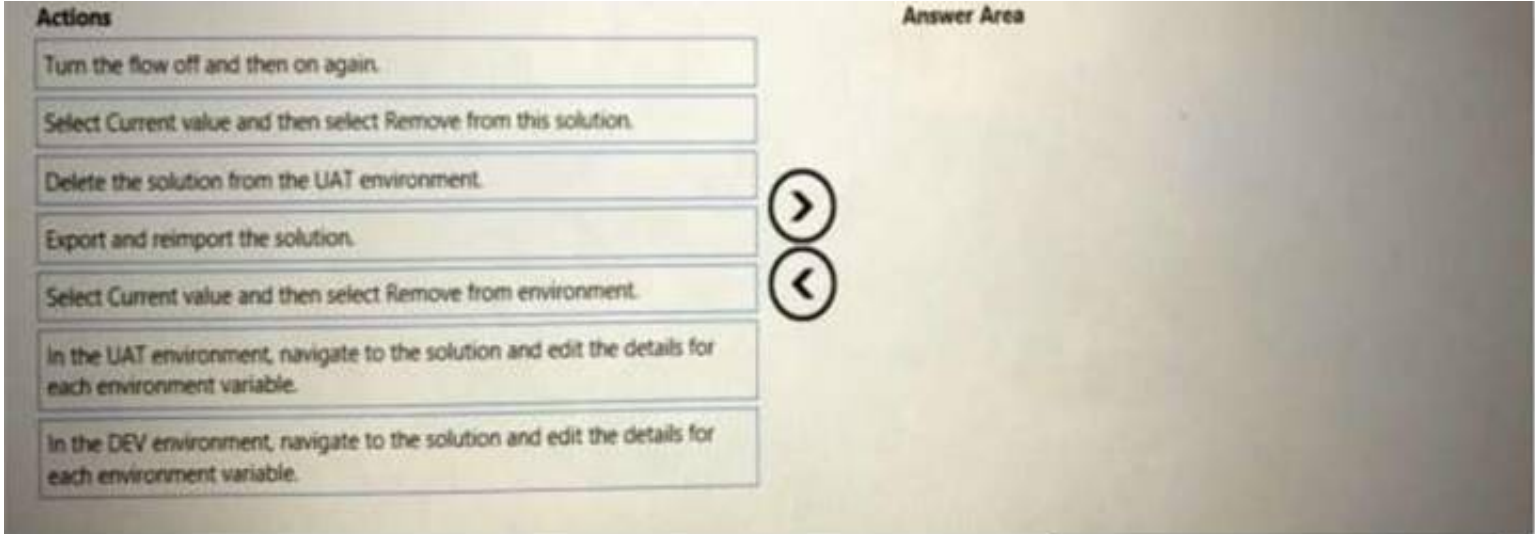 Actions
Answer Area
Turn the flow off and then on again.
Select Current value and then select Remove from this solution.
Delete the solution from the UAT environment.
Export and reimport the solution.
Select Current value and then select Remove from environment.
In the UAT environment, navigate to the solution and edit the details for
each environment variable.
In the DEV environment, navigate to the solution and edit the details for
each environment variable.